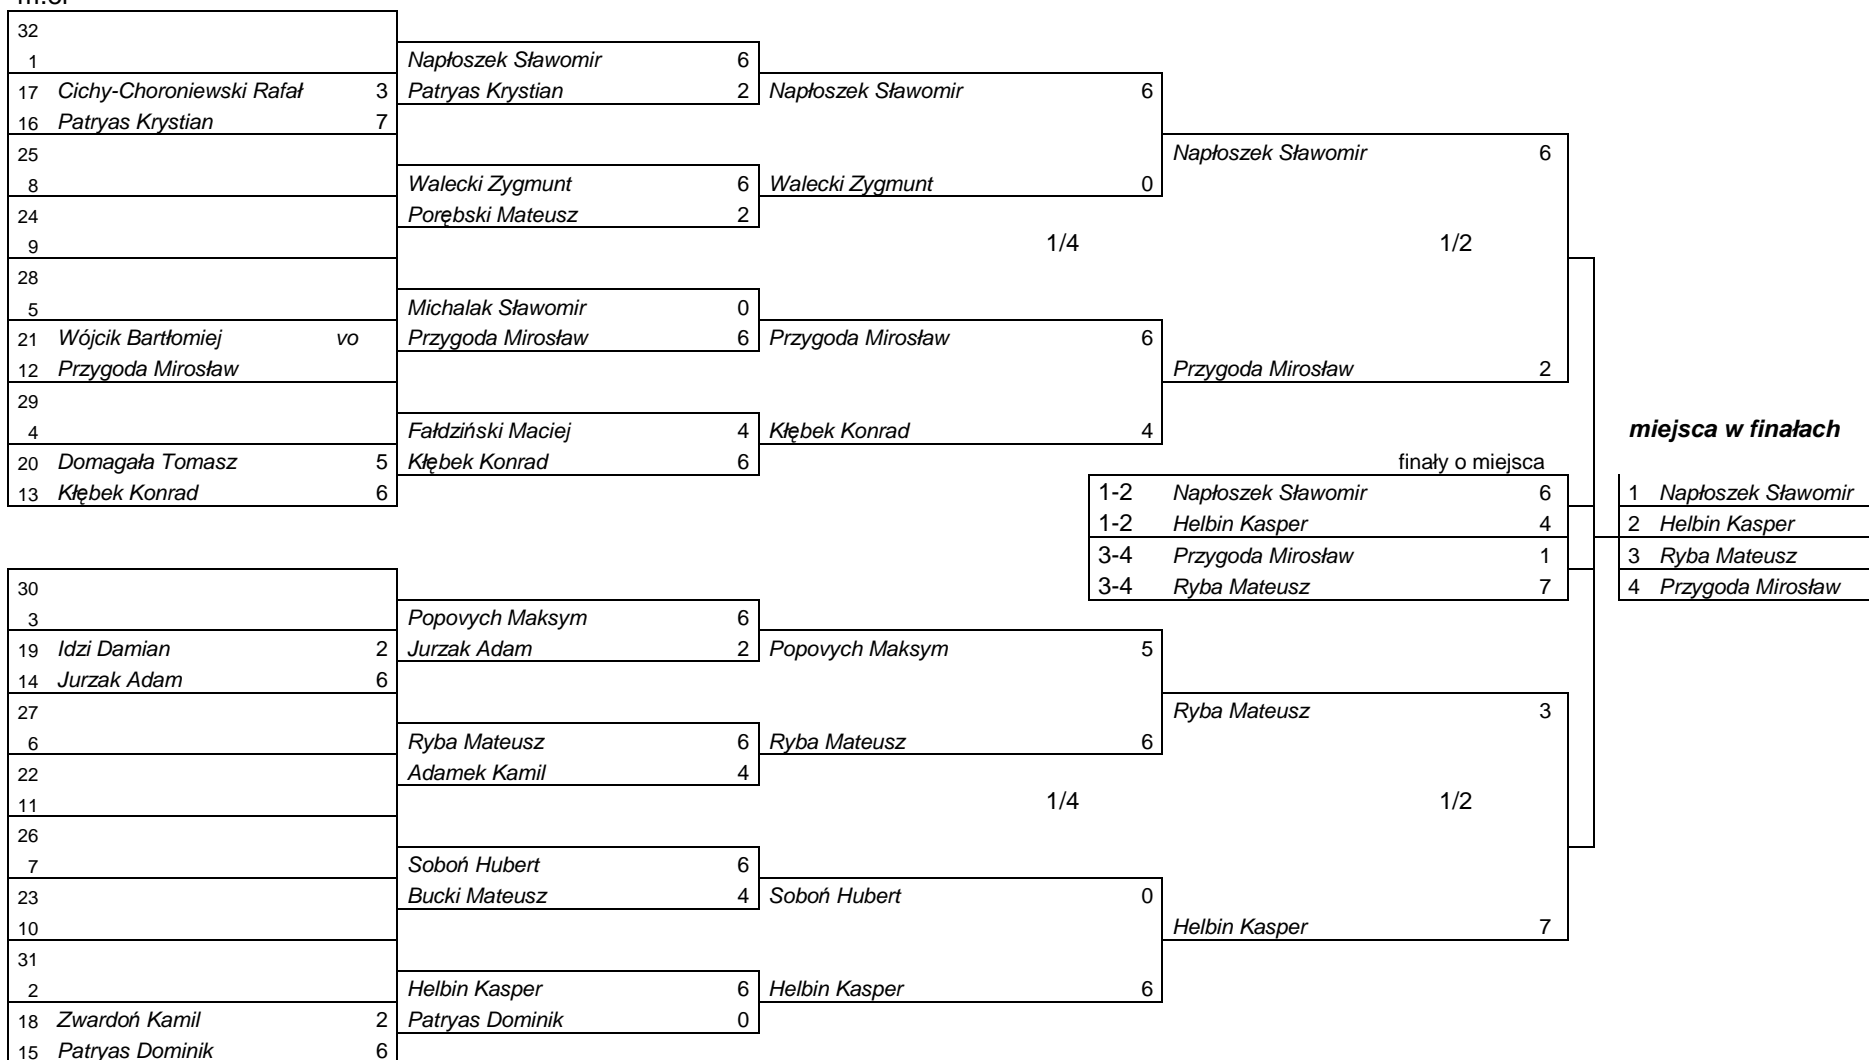 32
1 Napłoszek Sławomir 6
17 Cichy-Choroniewski Rafał 3 Patryas Krystian 2 Napłoszek Sławomir 6
16 Patryas Krystian 7
25 Napłoszek Sławomir 6
8 Walecki Zygmunt 6 Walecki Zygmunt 0
24 Porębski Mateusz 2
9 1/4 1/2
28
5 Michalak Sławomir 0
21 Wójcik Bartłomiej vo Przygoda Mirosław 6 Przygoda Mirosław 6
12 Przygoda Mirosław Przygoda Mirosław 2
29
4 Fałdziński Maciej 4 Kłębek Konrad 4 miejsca w finałach
20 Domagała Tomasz 5 Kłębek Konrad 6 finały o miejsca
13 Kłębek Konrad 6 1-2 Napłoszek Sławomir 6 1 Napłoszek Sławomir
1-2 Helbin Kasper 4 2 Helbin Kasper
3-4 Przygoda Mirosław 1 3 Ryba Mateusz
30 3-4 Ryba Mateusz 7 4 Przygoda Mirosław
3 Popovych Maksym 6
19 Idzi Damian 2 Jurzak Adam 2 Popovych Maksym 5
14 Jurzak Adam 6
27 Ryba Mateusz 3
6 Ryba Mateusz 6 Ryba Mateusz 6
22 Adamek Kamil 4
11 1/4 1/2
26
7 Soboń Hubert 6
23 Bucki Mateusz 4 Soboń Hubert 0
10 Helbin Kasper 7
31
2 Helbin Kasper 6 Helbin Kasper 6
18 Zwardoń Kamil 2 Patryas Dominik 0
15 Patryas Dominik 6